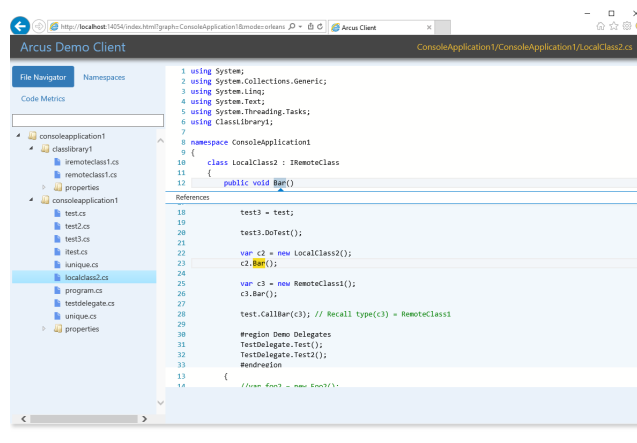 http://localhost:14054/index.html?graph=ConsoleApplication1&mode=orleans
Arcus Client
Arcus Demo Client
ConsoleApplication1/ConsoleApplication1/LocalClass2.cs
File Navigator
Namespaces
Code Metrics
consoleapplication1
classlibrary1
iremoteclass1.cs
remoteclass1.cs
properties
consoleapplication1
test.cs
test2.cs
test3.cs
itest.cs
iunique.cs
localclass2.cs
program.cs
testdelegate.cs
unique.cs
properties
1 using System;
2 using System.Collections.Generic;
3 using System.Linq;
4 using System.Text;
5 using System.Threading.Tasks;
6 using ClassLibrary1;
7
8 namespace ConsoleApplication1
9 {
10 class LocalClass2 : IRemoteClass
11 {
12 public void Bar()
References
18 test3 = test;
19
20 test3.DoTest();
21
22 var c2 = new LocalClass2();
23 c2.Bar();
24
25 var c3 = new RemoteClass1();
26 c3.Bar();
27
28 test.CallBar(c3); // Recall type(c3) = RemoteClass1
29
30 #region Demo Delegates
31 TestDelegate.Test();
32 TestDelegate.Test2();
33 #endregion
13 {
14 //var foo2 = new Foo2();